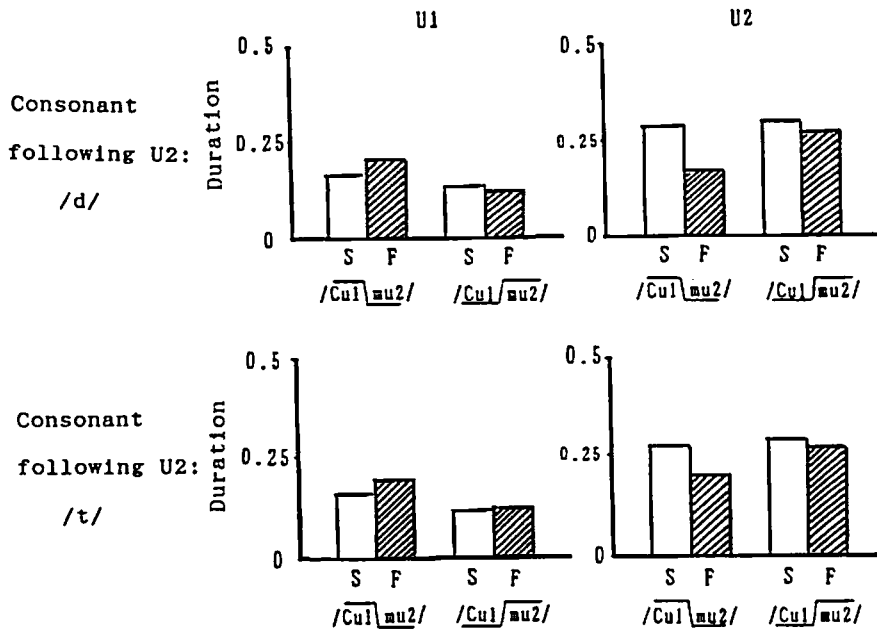 U1
U2
Consonant
following U2:
/d/
Duration
0.5
0.25
0
S F S F
/Cu1 mu2/ /Cu1 mu2/
0.5
0.25
0
S F S F
/Cu1 mu2/ /Cu1 mu2/
Consonant
following U2:
/t/
Duration
0.5
0.25
0
S F S F
/Cu1 mu2/ /Cu1 mu2/
0.5
0.25
0
S F S F
/Cu1 mu2/ /Cu1 mu2/